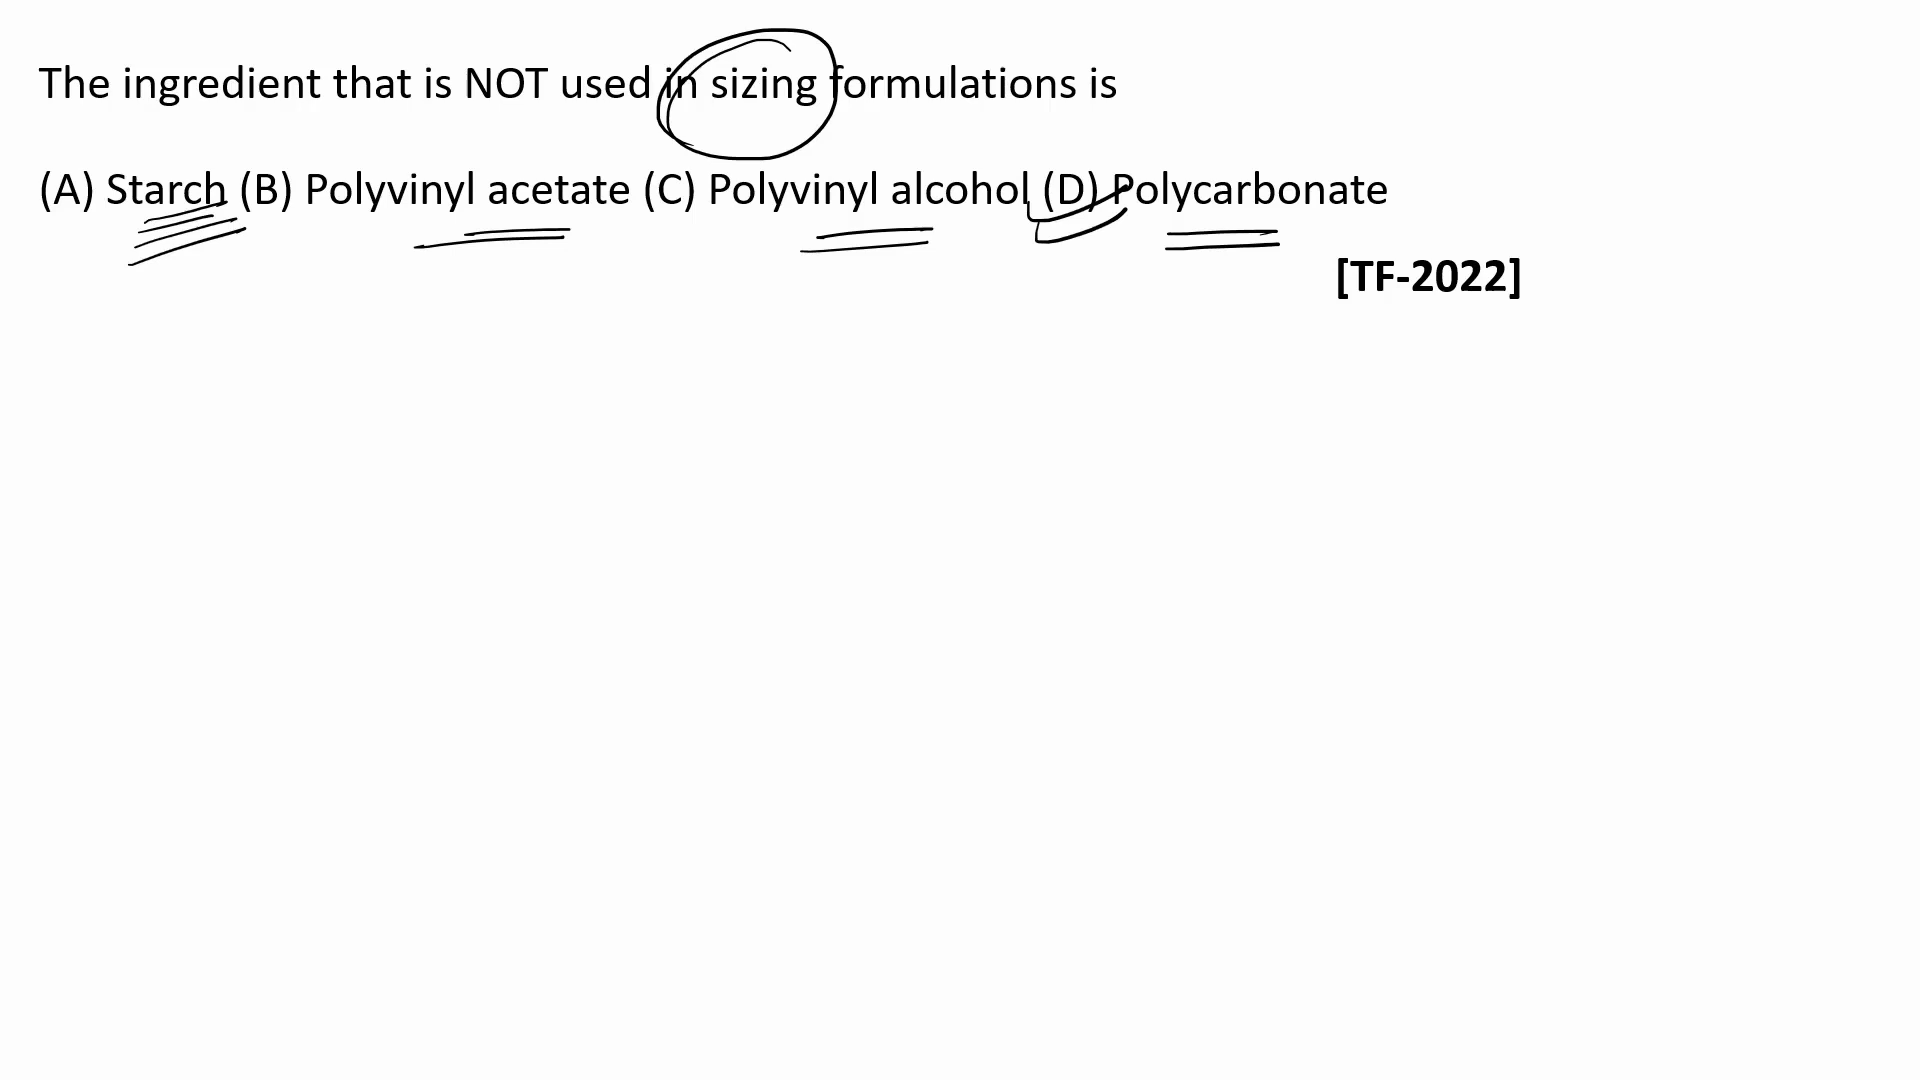 The ingredient that is NOT used in sizing formulations is
(A) Starch (B) Polyvinyl acetate (C) Polyvinyl alcohol (D) Polycarbonate
[TF-2022]